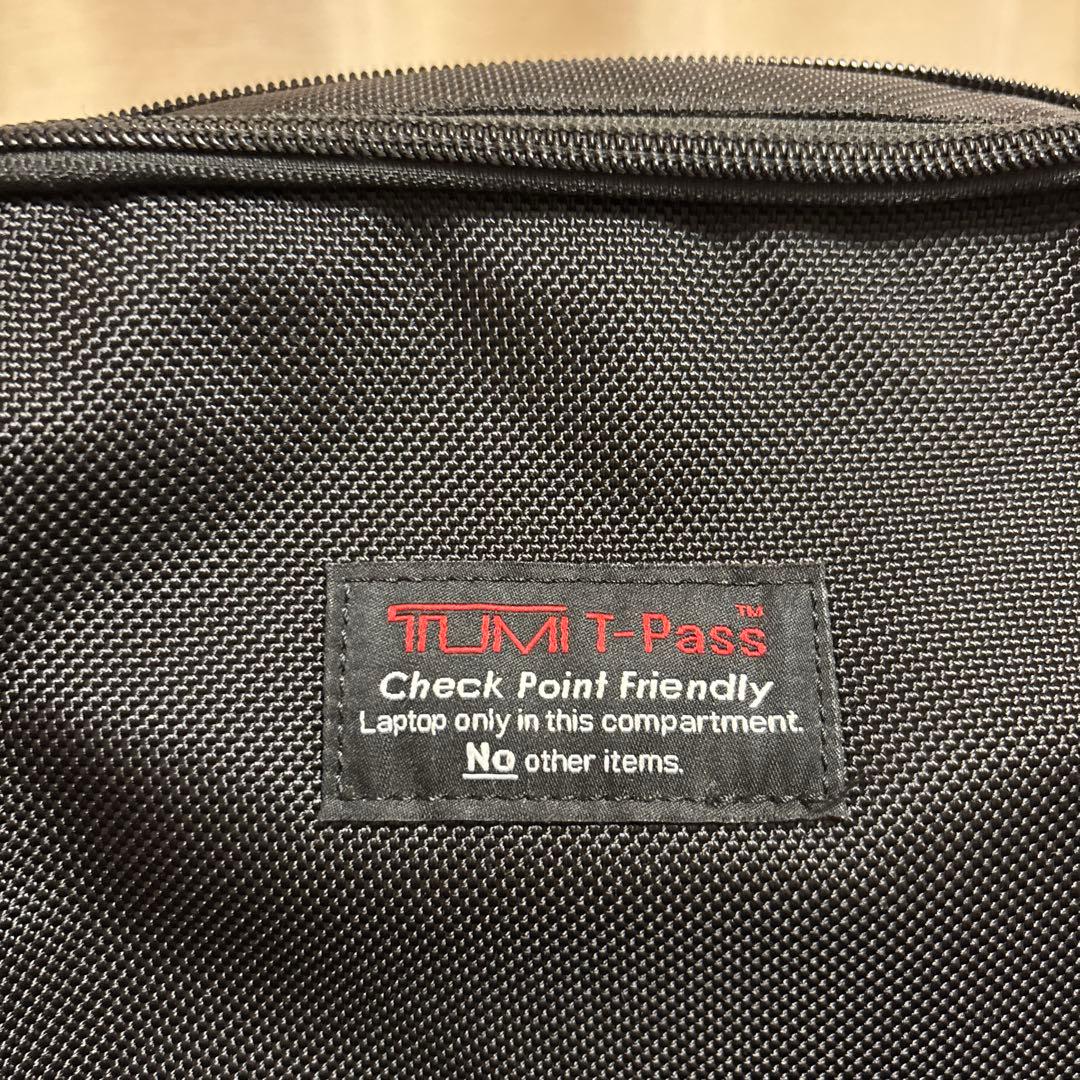 TUMI T-Pass™
Check Point Friendly
Laptop only in this compartment.
No other items.